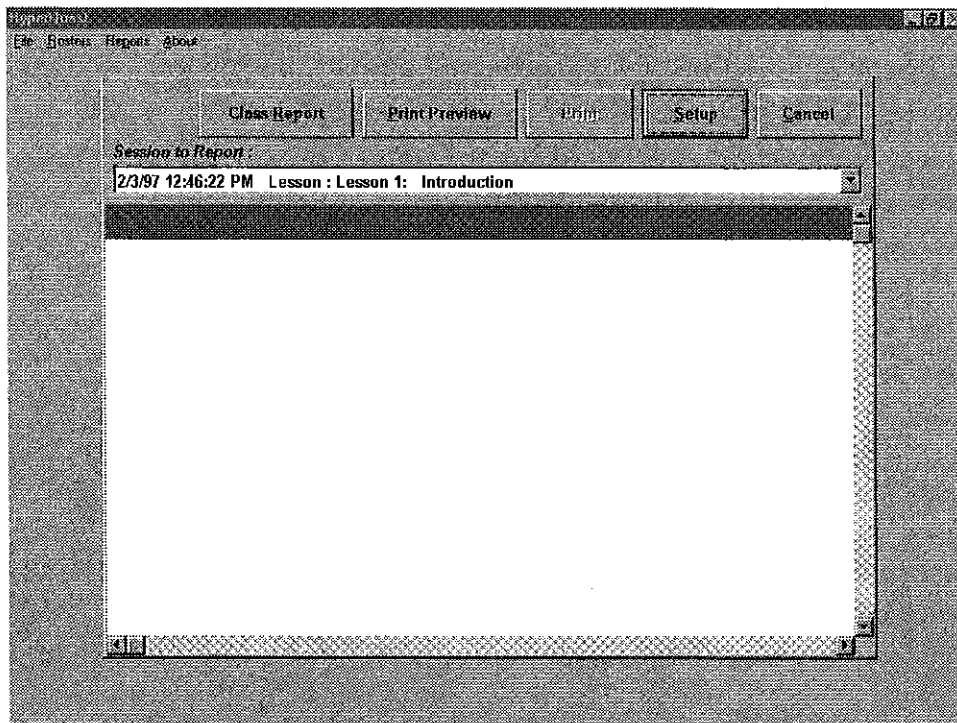 File Rosters Reports About
Class Report Print Preview Print Setup Cancel
Session to Report :
2/3/97 12:46:22 PM Lesson : Lesson 1: Introduction